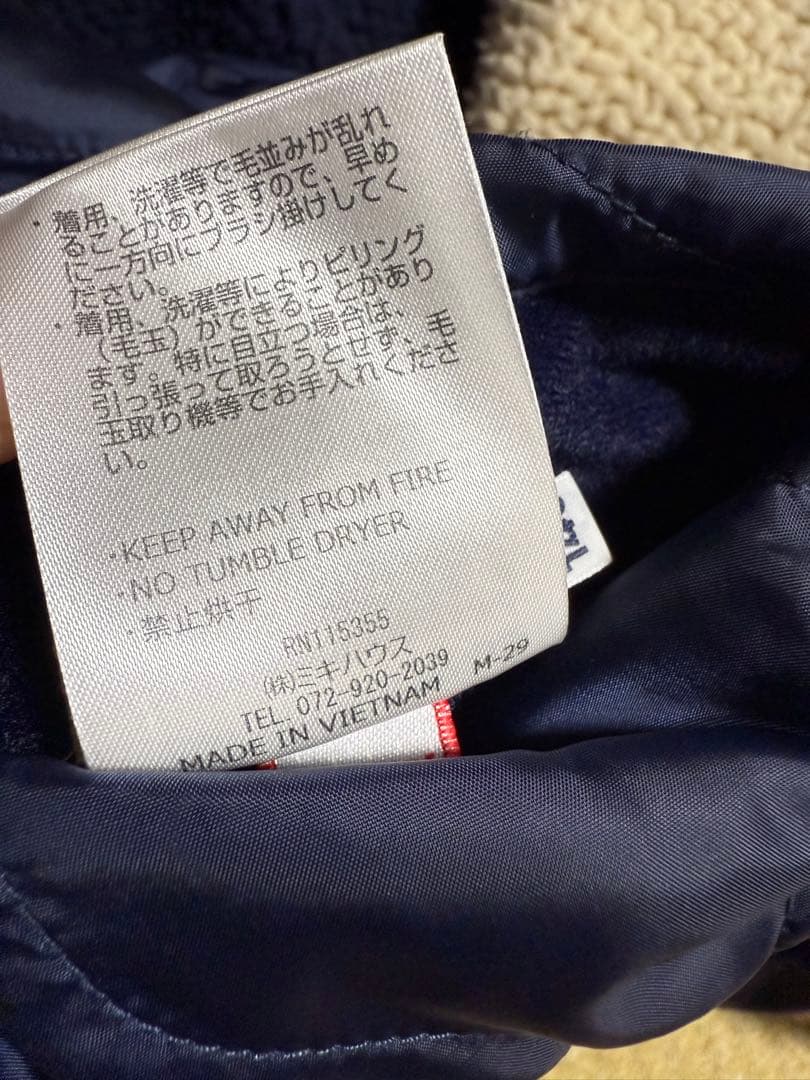 ・着用、洗濯等で毛並みが乱れ
ることがありますので、早め
に一方向にブラシ掛けしてく
ださい。
・着用、洗濯等によりピリング
（毛玉）ができることがあり
ます。特に目立つ場合は、
引っ張って取ろうとせず、毛
玉取り機等でお手入れくださ
い。
・KEEP AWAY FROM FIRE
・NO TUMBLE DRYER
・禁止烘干
RN115355
(株)ミキハウス
TEL. 072-920-2039
MADE IN VIETNAM M-29